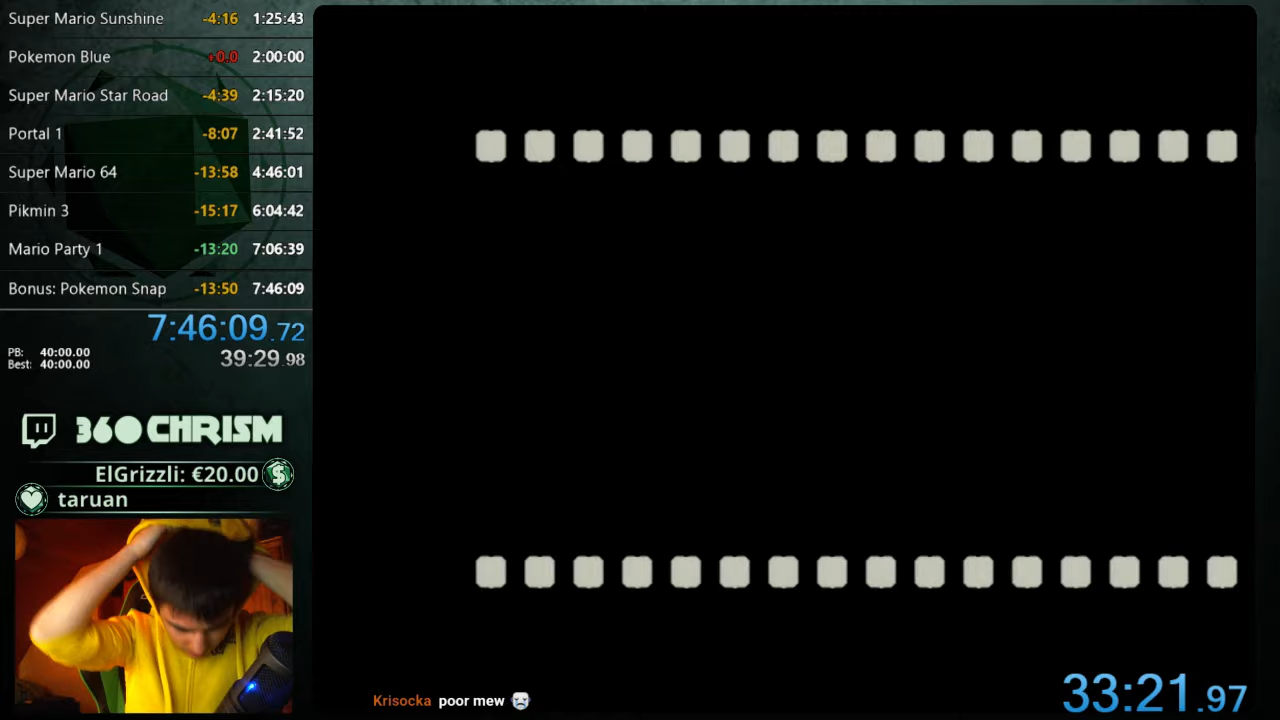 Super Mario Sunshine -4:16 1:25:43
Pokemon Blue +0.0 2:00:00
Super Mario Star Road -4:39 2:15:20
Portal 1 -8:07 2:41:52
Super Mario 64 -13:58 4:46:01
Pikmin 3 -15:17 6:04:42
Mario Party 1 -13:20 7:06:39
Bonus: Pokemon Snap -13:50 7:46:09
7:46:09.72
PB: 40:00.00
Best: 40:00.00
39:29.98
360CHRISM
ElGrizzli: €20.00 $
taruan
Krisocka poor mew
33:21.97